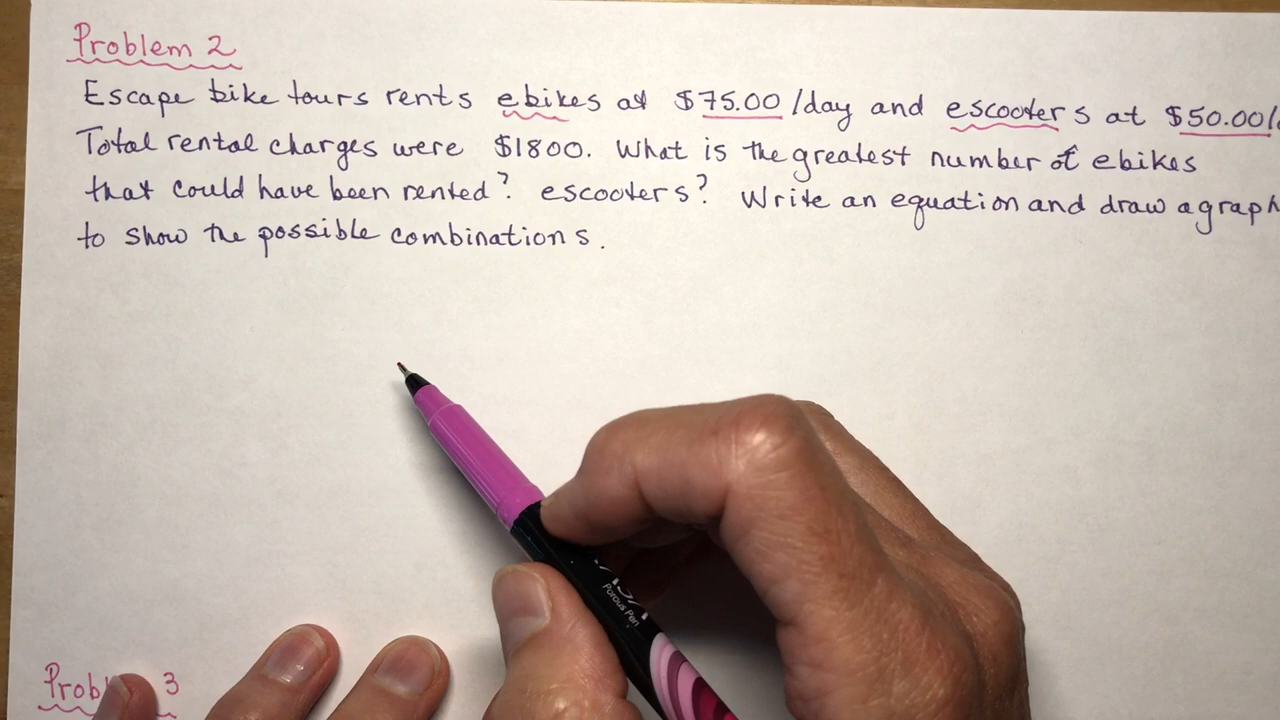 Problem 2
Escape bike tours rents ebikes at $75.00/day and escooters at $50.00/
Total rental charges were $1800. What is the greatest number of ebikes
that could have been rented? escooters? Write an equation and draw a graph
to show the possible combinations.
Porous Pen
3